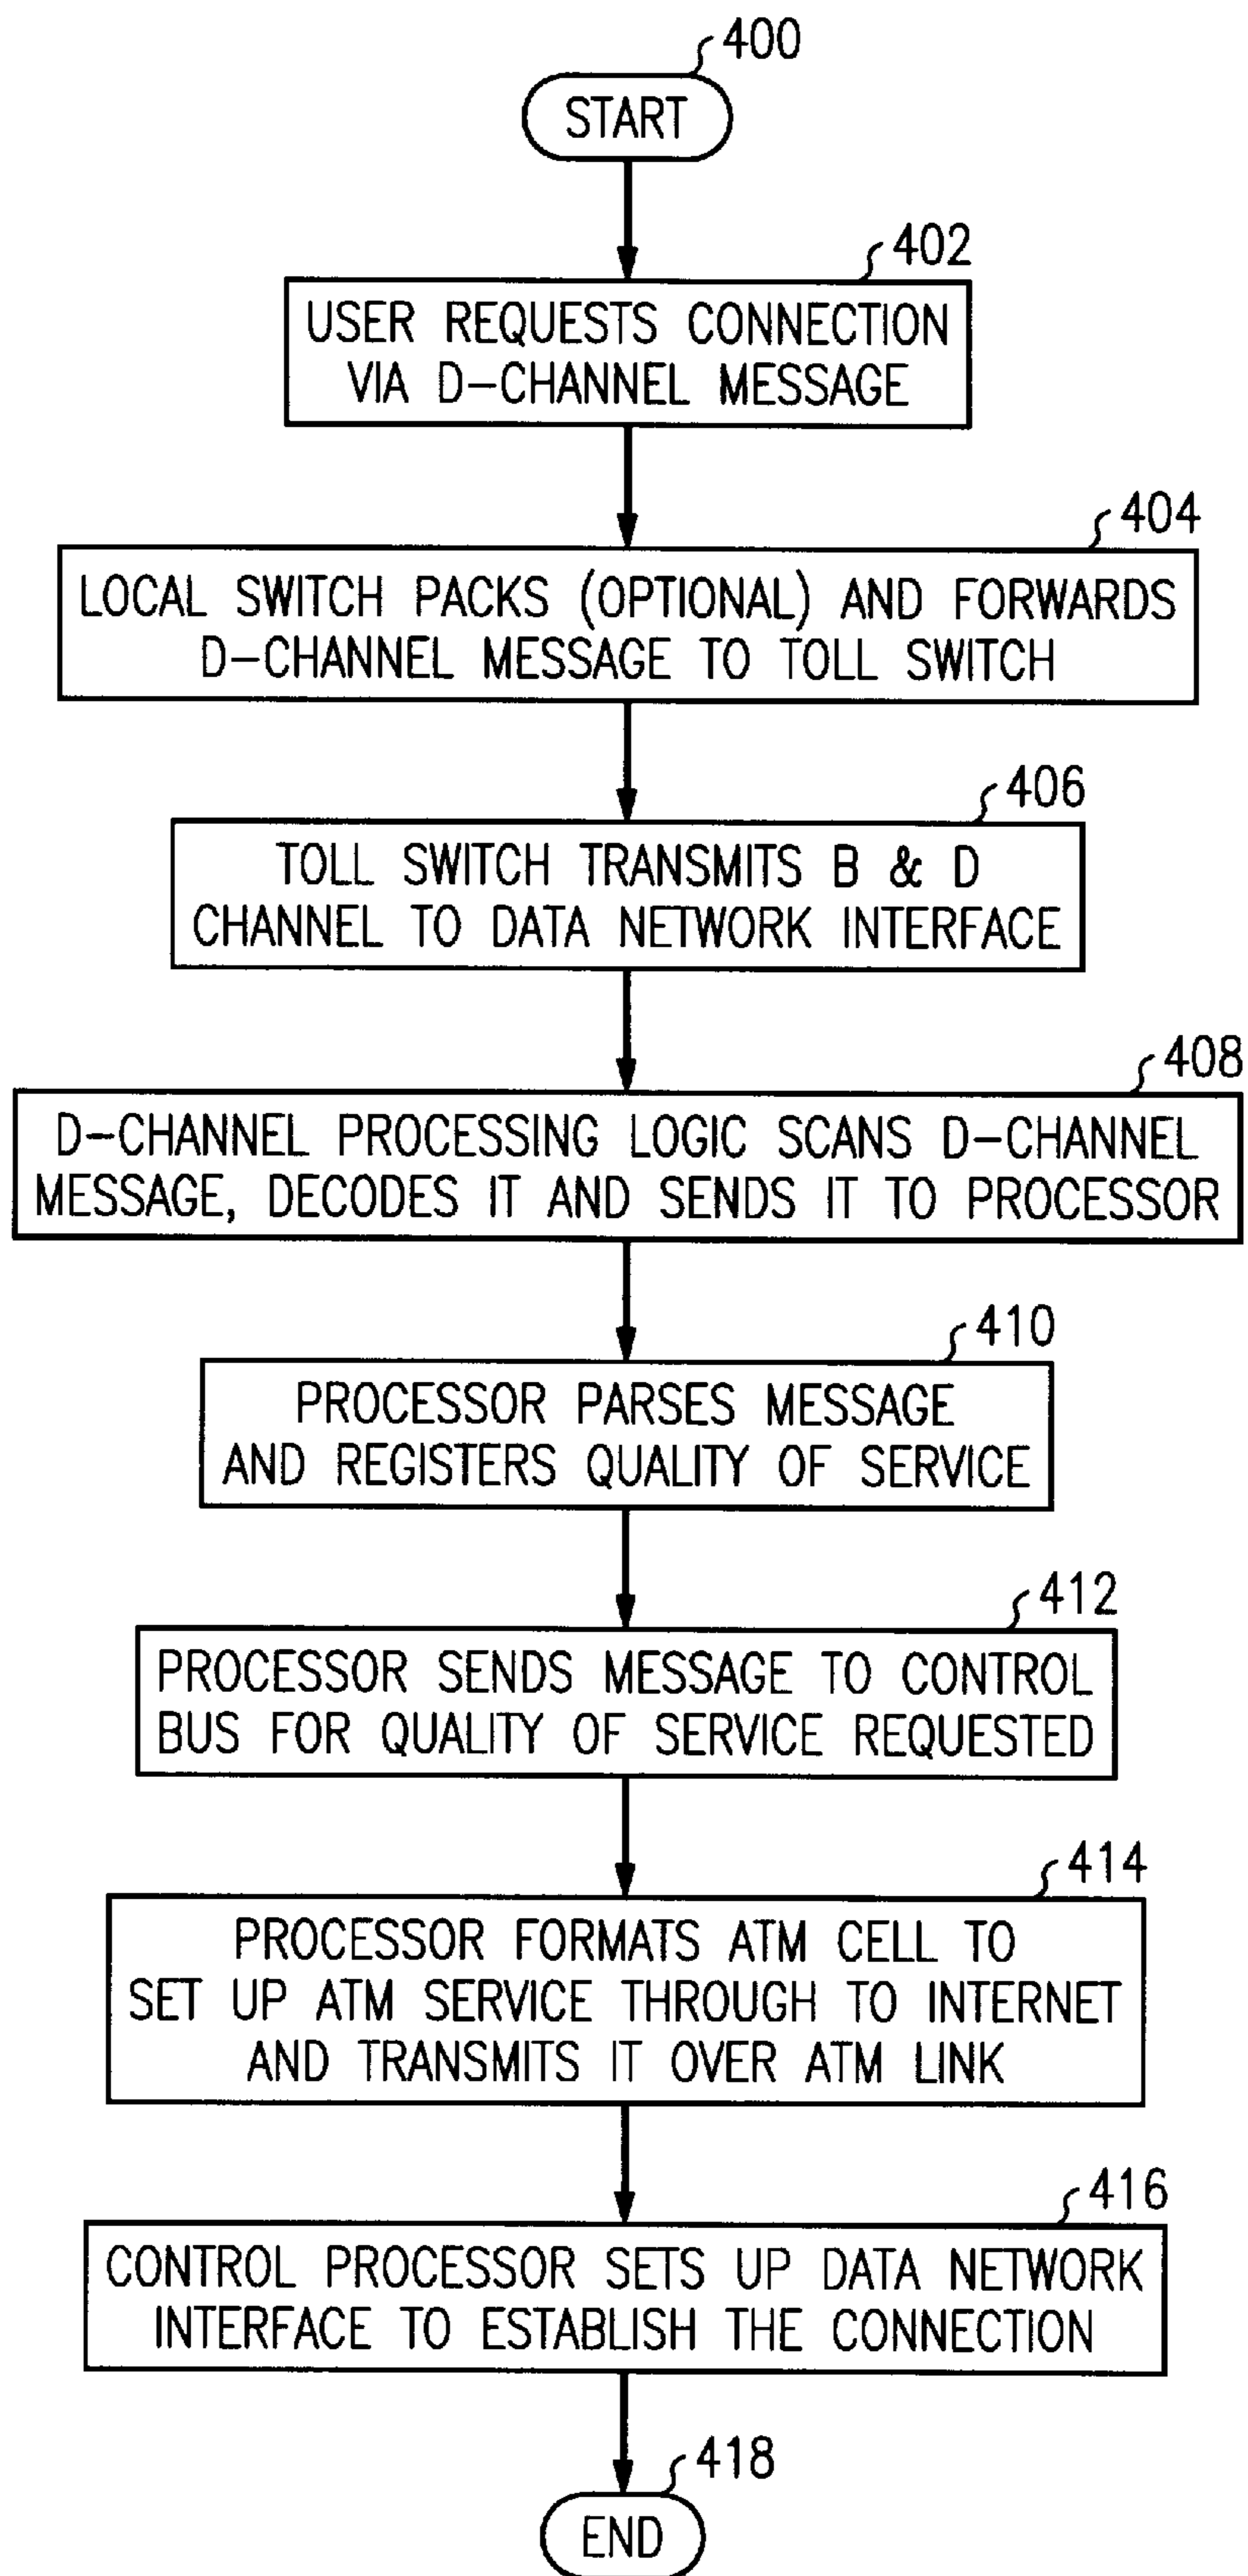 400
START
402
USER REQUESTS CONNECTION
VIA D-CHANNEL MESSAGE
404
LOCAL SWITCH PACKS (OPTIONAL) AND FORWARDS
D-CHANNEL MESSAGE TO TOLL SWITCH
406
TOLL SWITCH TRANSMITS B & D
CHANNEL TO DATA NETWORK INTERFACE
408
D-CHANNEL PROCESSING LOGIC SCANS D-CHANNEL
MESSAGE, DECODES IT AND SENDS IT TO PROCESSOR
410
PROCESSOR PARSES MESSAGE
AND REGISTERS QUALITY OF SERVICE
412
PROCESSOR SENDS MESSAGE TO CONTROL
BUS FOR QUALITY OF SERVICE REQUESTED
414
PROCESSOR FORMATS ATM CELL TO
SET UP ATM SERVICE THROUGH TO INTERNET
AND TRANSMITS IT OVER ATM LINK
416
CONTROL PROCESSOR SETS UP DATA NETWORK
INTERFACE TO ESTABLISH THE CONNECTION
418
END